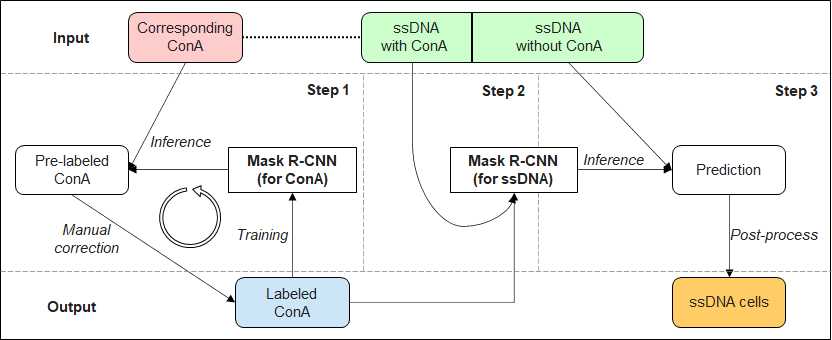 Input
Corresponding
ConA
ssDNA
with ConA
ssDNA
without ConA
Step 1
Step 2
Step 3
Inference
Pre-labeled
ConA
Mask R-CNN
(for ConA)
Mask R-CNN
(for ssDNA)
Inference
Prediction
Manual
correction
Training
Post-process
Output
Labeled
ConA
ssDNA cells